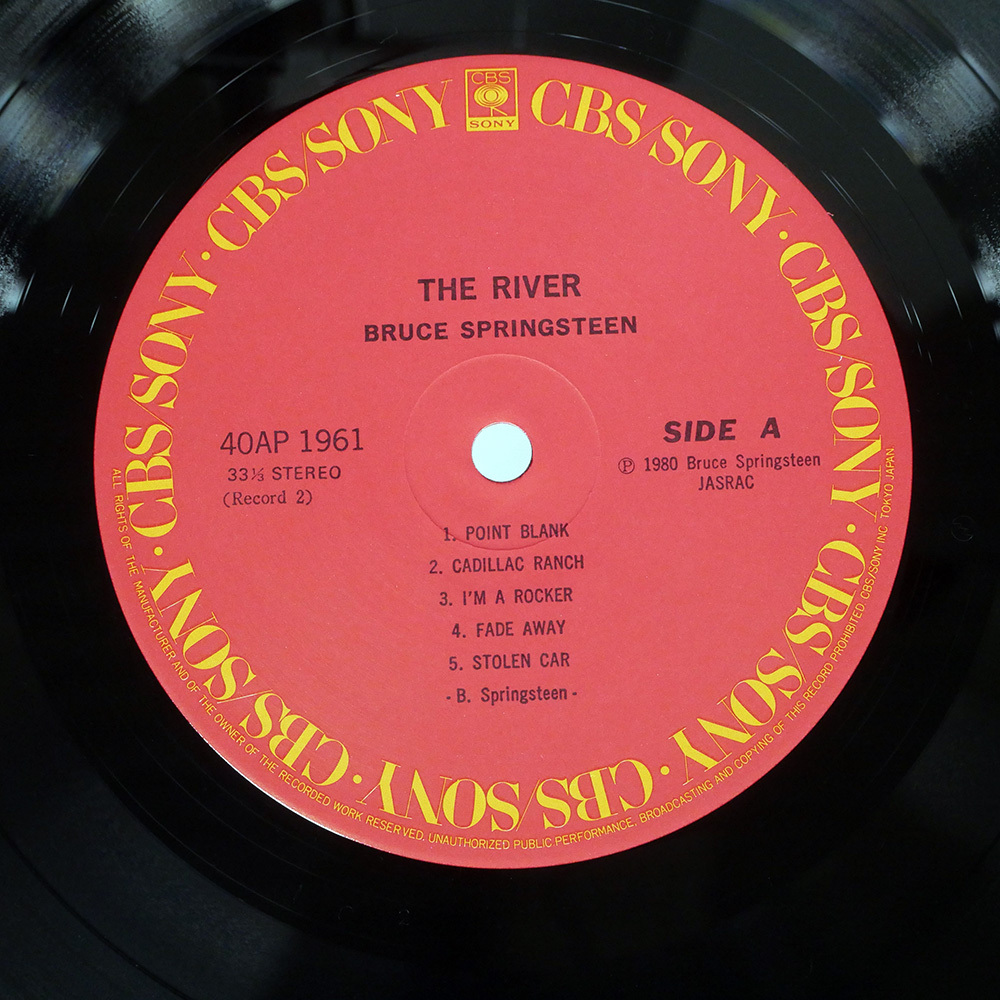 CBS
SONY
CBS/SONY · CBS/SONY · CBS/SONY · CBS/SONY · CBS/SONY · CBS/SONY · CBS/SONY · CBS/SONY
THE RIVER
BRUCE SPRINGSTEEN
40AP 1961
33⅓ STEREO
(Record 2)
SIDE A
Ⓟ 1980 Bruce Springsteen
JASRAC
1. POINT BLANK
2. CADILLAC RANCH
3. I'M A ROCKER
4. FADE AWAY
5. STOLEN CAR
- B. Springsteen -
ALL RIGHTS OF THE MANUFACTURER AND OF THE OWNER OF THE RECORDED WORK RESERVED. UNAUTHORIZED PUBLIC PERFORMANCE, BROADCASTING AND COPYING OF THIS RECORD PROHIBITED CBS/SONY INC. TOKYO JAPAN